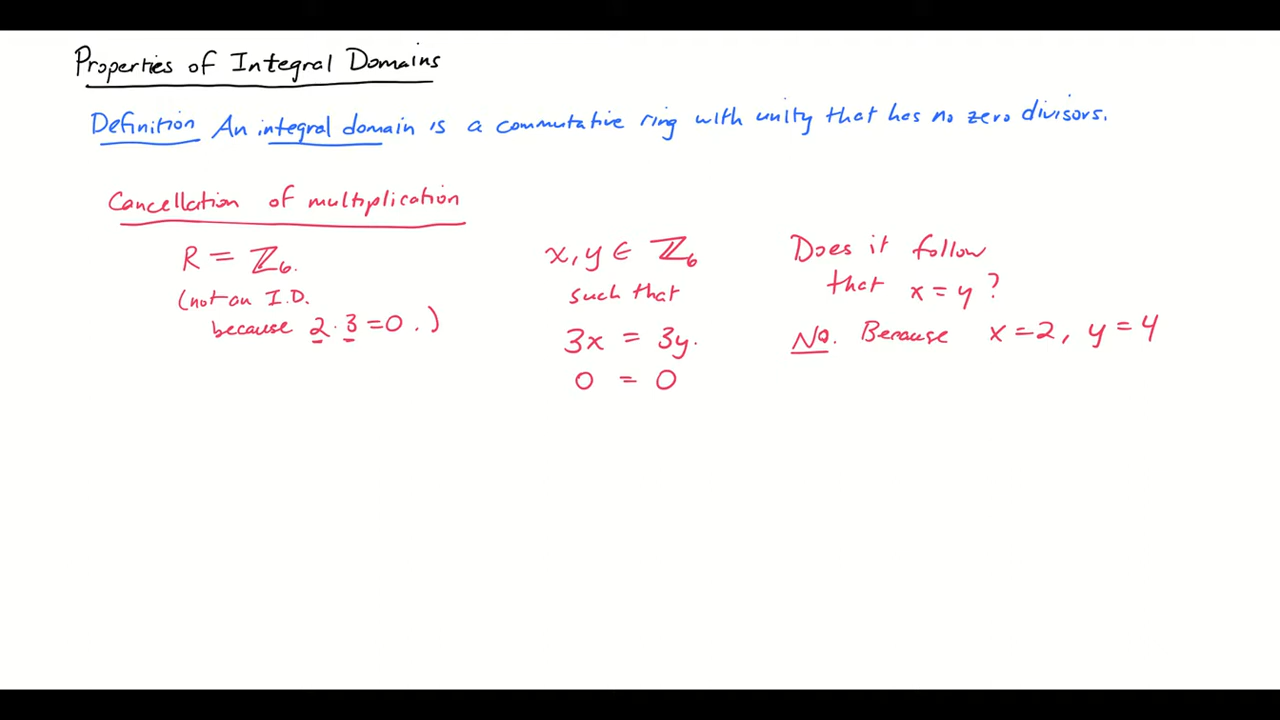 Properties of Integral Domains
Definition An integral domain is a commutative ring with unity that has no zero divisors.
Cancellation of multiplication
R = ℤ₆.
(not an I.D.
because 2 · 3 = 0.)
x, y ∈ ℤ₆
such that
3x = 3y.
0 = 0
Does it follow
that x = y?
No. Because x = 2, y = 4